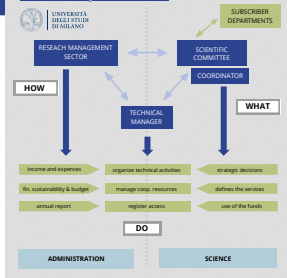 UNIVERSITÀ
DEGLI STUDI
DI MILANO
SUBSCRIBER
DEPARTMENTS
RESEACH MANAGEMENT
SECTOR
SCIENTIFIC
COMMITTEE
COORDINATOR
HOW
WHAT
TECHNICAL
MANAGER
income and expenses
organize technical activities
strategic decisions
fin. sustainability & budget
manage coop. resources
defines the services
annual report
register access
use of the funds
DO
ADMINISTRATION
SCIENCE